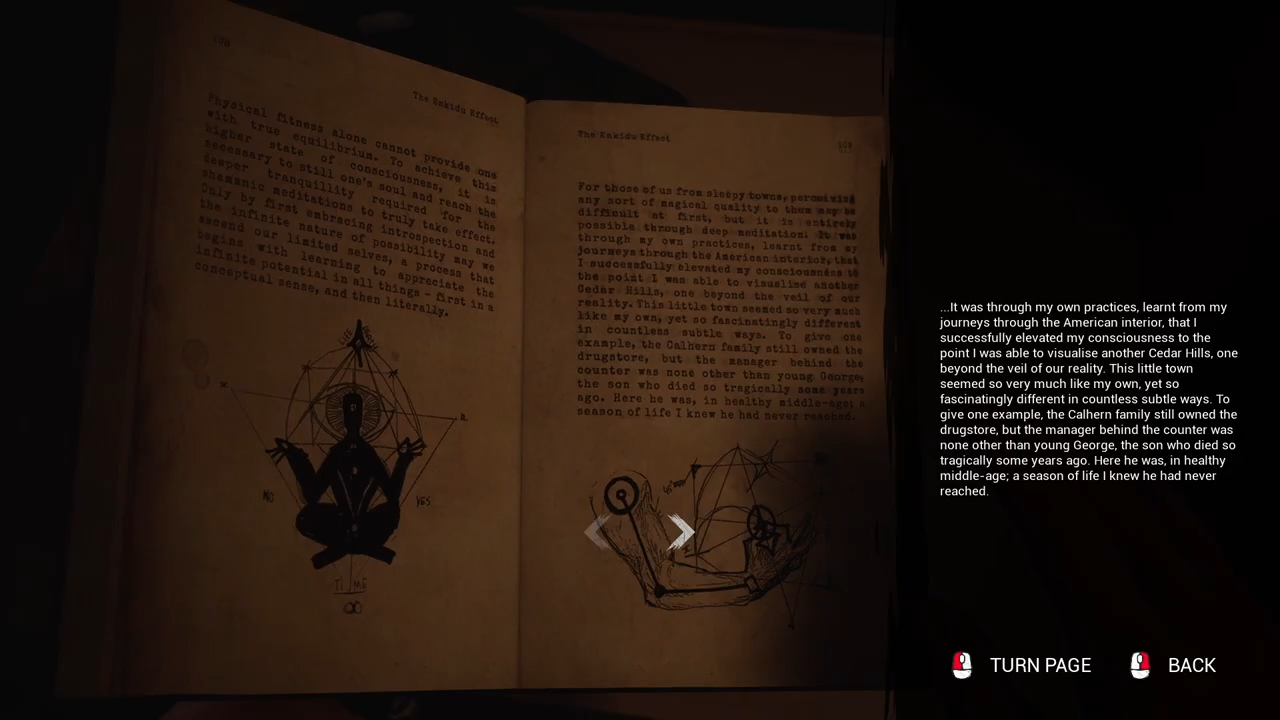 The Enkidu Effect
Physical fitness alone cannot provide one
with true equilibrium. To achieve this
higher state of consciousness, it is
necessary to still one's soul and reach the
deeper tranquillity required for the
shamanic meditations to truly take effect.
Only by first embracing introspection and
the infinite nature of possibility may we
ascend our limited selves, a process that
begins with learning to appreciate the
infinite potential in all things - first in a
conceptual sense, and then literally.
NO
YES
TIME
The Enkidu Effect
For those of us from sleepy towns, perceiving
any sort of magical quality to them may be
difficult at first, but it is entirely
possible through deep meditation. It was
through my own practices, learnt from my
journeys through the American interior, that
I successfully elevated my consciousness to
the point I was able to visualise another
Cedar Hills, one beyond the veil of our
reality. This little town seemed so very much
like my own, yet so fascinatingly different
in countless subtle ways. To give one
example, the Calhern family still owned the
drugstore, but the manager behind the
counter was none other than young George,
the son who died so tragically some years
ago. Here he was, in healthy middle-age; a
season of life I knew he had never reached.
...It was through my own practices, learnt from my
journeys through the American interior, that I
successfully elevated my consciousness to the
point I was able to visualise another Cedar Hills, one
beyond the veil of our reality. This little town
seemed so very much like my own, yet so
fascinatingly different in countless subtle ways. To
give one example, the Calhern family still owned the
drugstore, but the manager behind the counter was
none other than young George, the son who died so
tragically some years ago. Here he was, in healthy
middle-age; a season of life I knew he had never
reached.
TURN PAGE
BACK